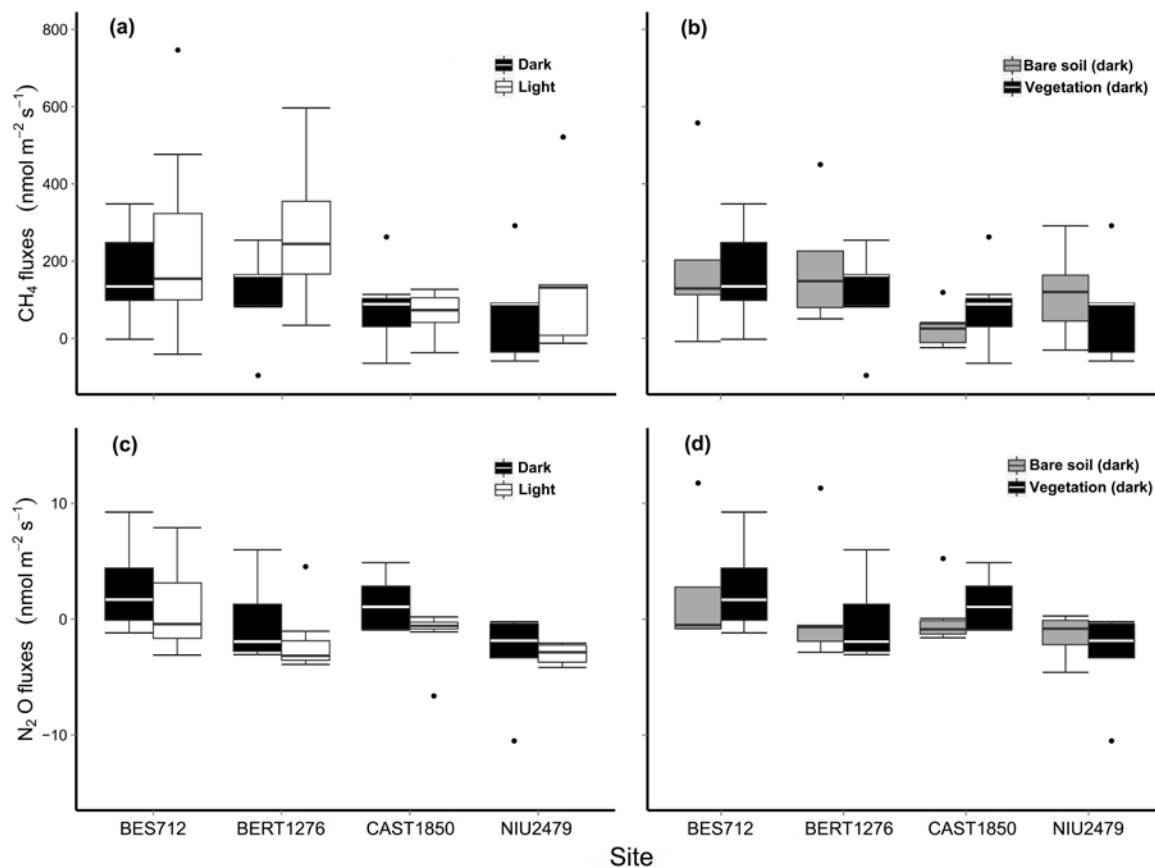 (a)
(b)
Dark
Light
Bare soil (dark)
Vegetation (dark)
800
600
400
200
0
CH4 fluxes (nmol m−2 s−1)
(c)
(d)
Dark
Light
Bare soil (dark)
Vegetation (dark)
10
0
−10
N2 O fluxes (nmol m−2 s−1)
BES712 BERT1276 CAST1850 NIU2479
BES712 BERT1276 CAST1850 NIU2479
Site